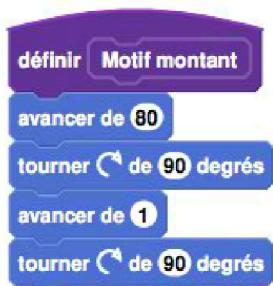 définir Motif montant
avancer de 80
tourner de 90 degrés
avancer de 1
tourner de 90 degrés